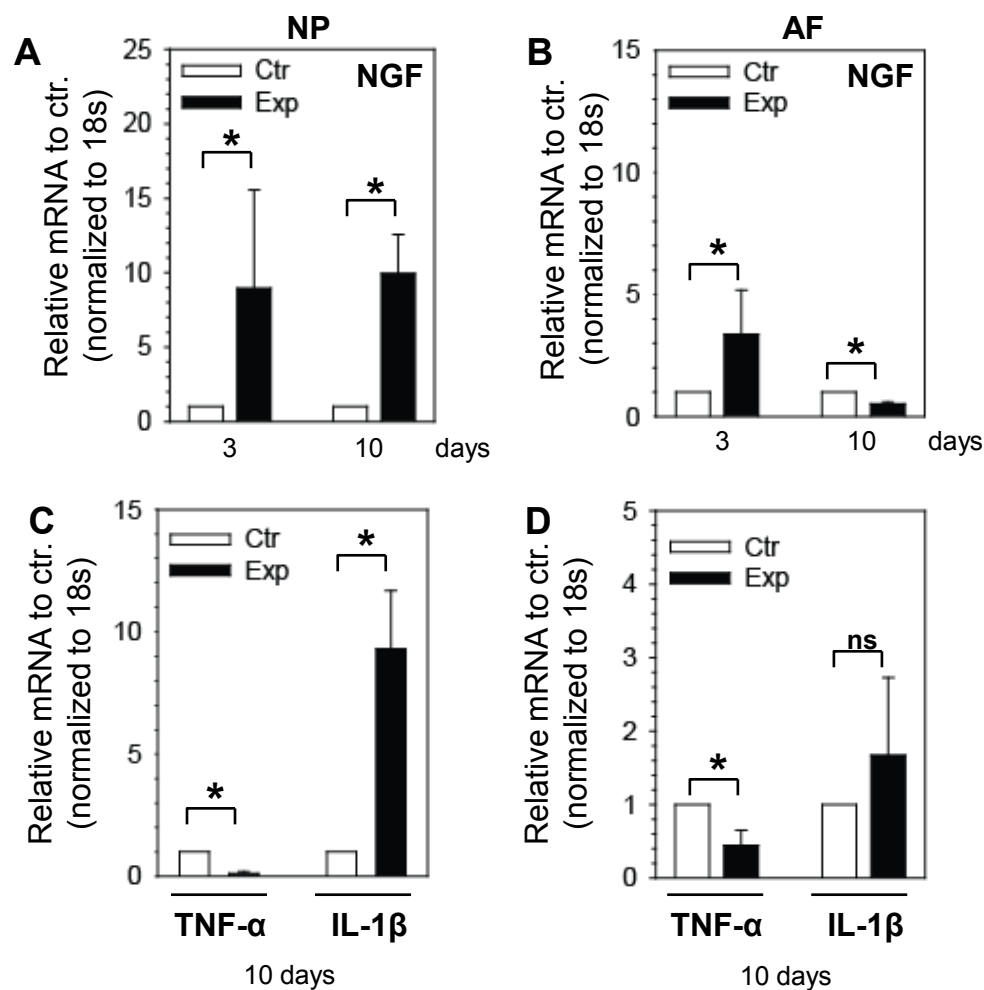 NP
AF
A
NGF
Ctr
Exp
Relative mRNA to ctr.
(normalized to 18s)
25
20
15
10
5
0
*
*
3
10
days
B
NGF
Ctr
Exp
Relative mRNA to ctr.
(normalized to 18s)
15
10
5
0
*
*
3
10
days
C
Ctr
Exp
Relative mRNA to ctr.
(normalized to 18s)
15
10
5
0
*
*
TNF-α
IL-1β
10 days
D
Ctr
Exp
Relative mRNA to ctr.
(normalized to 18s)
5
4
3
2
1
0
*
ns
TNF-α
IL-1β
10 days